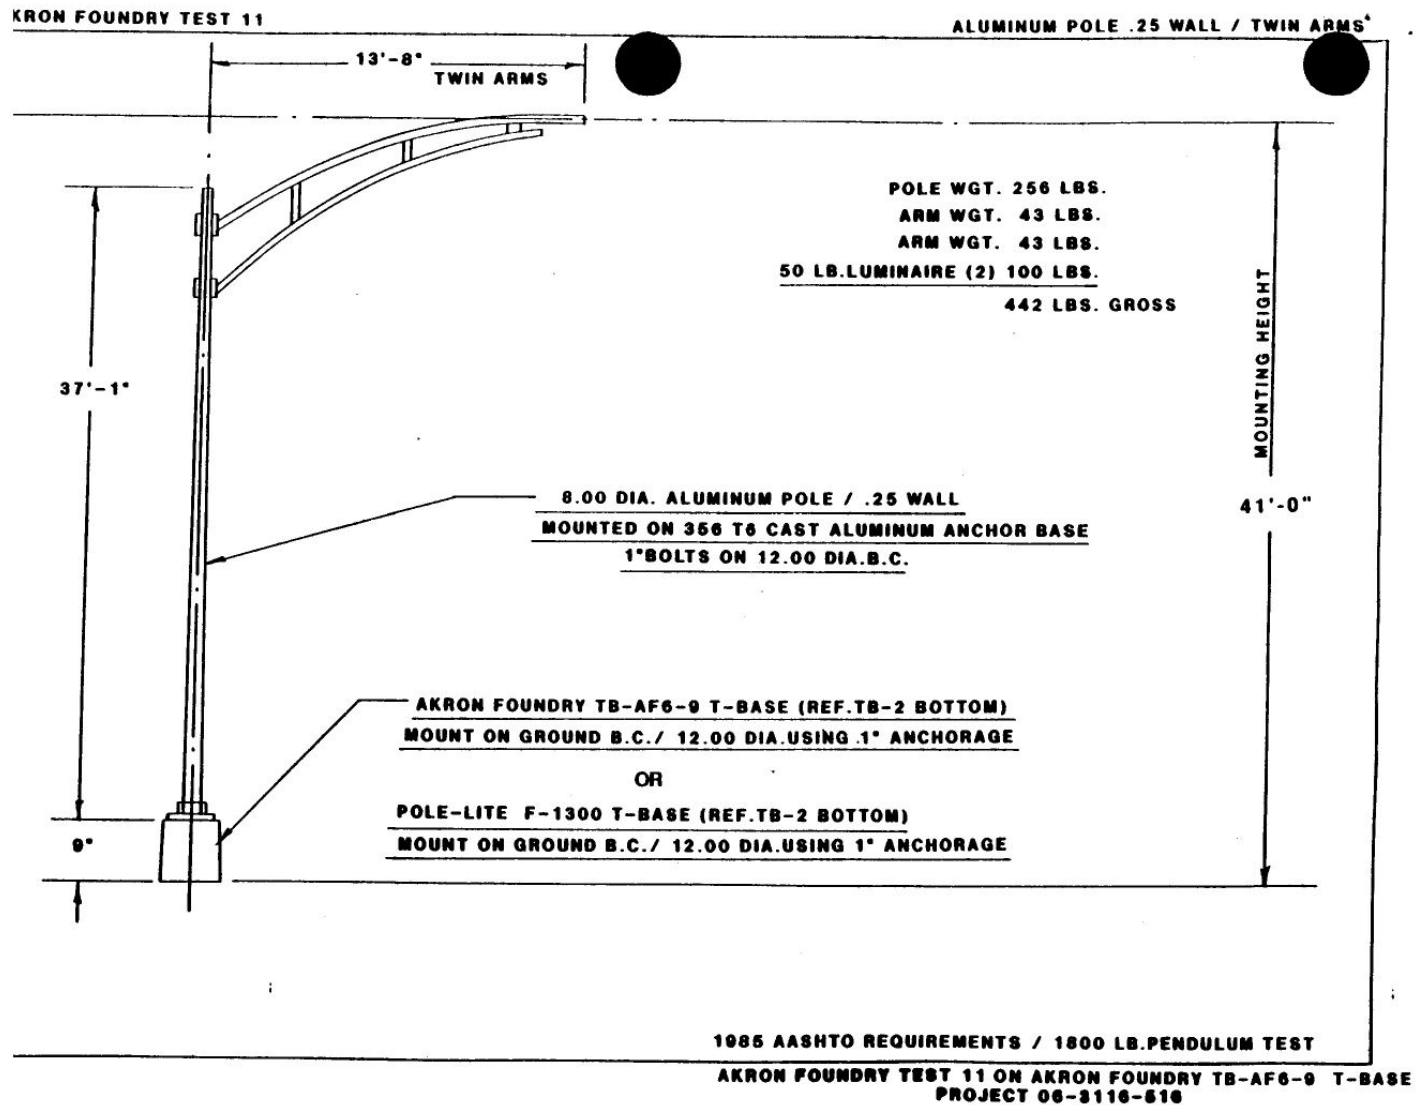 KRON FOUNDRY TEST 11
ALUMINUM POLE .25 WALL / TWIN ARMS
13'-8"
TWIN ARMS
POLE WGT. 256 LBS.
ARM WGT. 43 LBS.
ARM WGT. 43 LBS.
50 LB.LUMINAIRE (2) 100 LBS.
442 LBS. GROSS
MOUNTING HEIGHT
37'-1"
41'-0"
8.00 DIA. ALUMINUM POLE / .25 WALL
MOUNTED ON 356 T6 CAST ALUMINUM ANCHOR BASE
1"BOLTS ON 12.00 DIA.B.C.
AKRON FOUNDRY TB-AF6-9 T-BASE (REF.TB-2 BOTTOM)
MOUNT ON GROUND B.C./ 12.00 DIA.USING 1" ANCHORAGE
OR
POLE-LITE F-1300 T-BASE (REF.TB-2 BOTTOM)
MOUNT ON GROUND B.C./ 12.00 DIA.USING 1" ANCHORAGE
9"
1985 AASHTO REQUIREMENTS / 1800 LB.PENDULUM TEST
AKRON FOUNDRY TEST 11 ON AKRON FOUNDRY TB-AF6-9 T-BASE
PROJECT